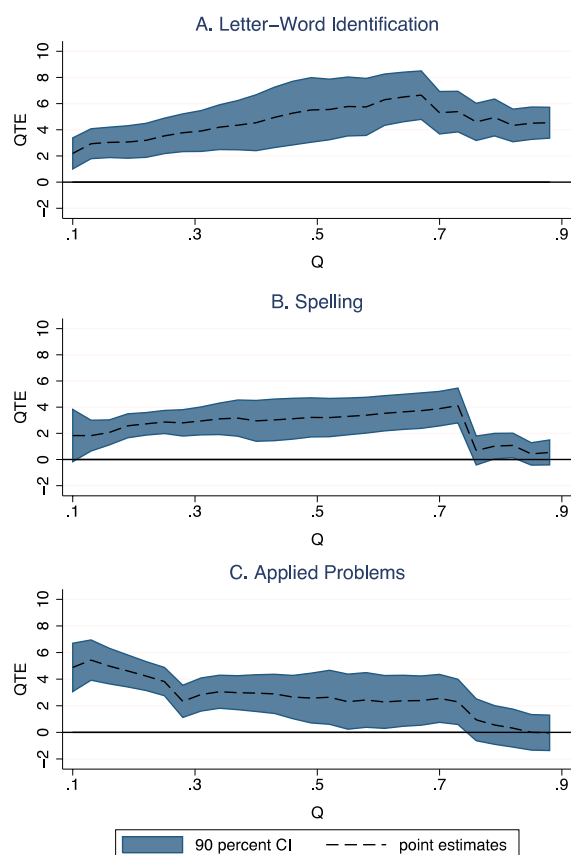 A. Letter−Word Identification
10
8
6
4
2
0
−2
QTE
.1 .3 .5 .7 .9
Q
B. Spelling
10
8
6
4
2
0
−2
QTE
.1 .3 .5 .7 .9
Q
C. Applied Problems
10
8
6
4
2
0
−2
QTE
.1 .3 .5 .7 .9
Q
90 percent CI point estimates